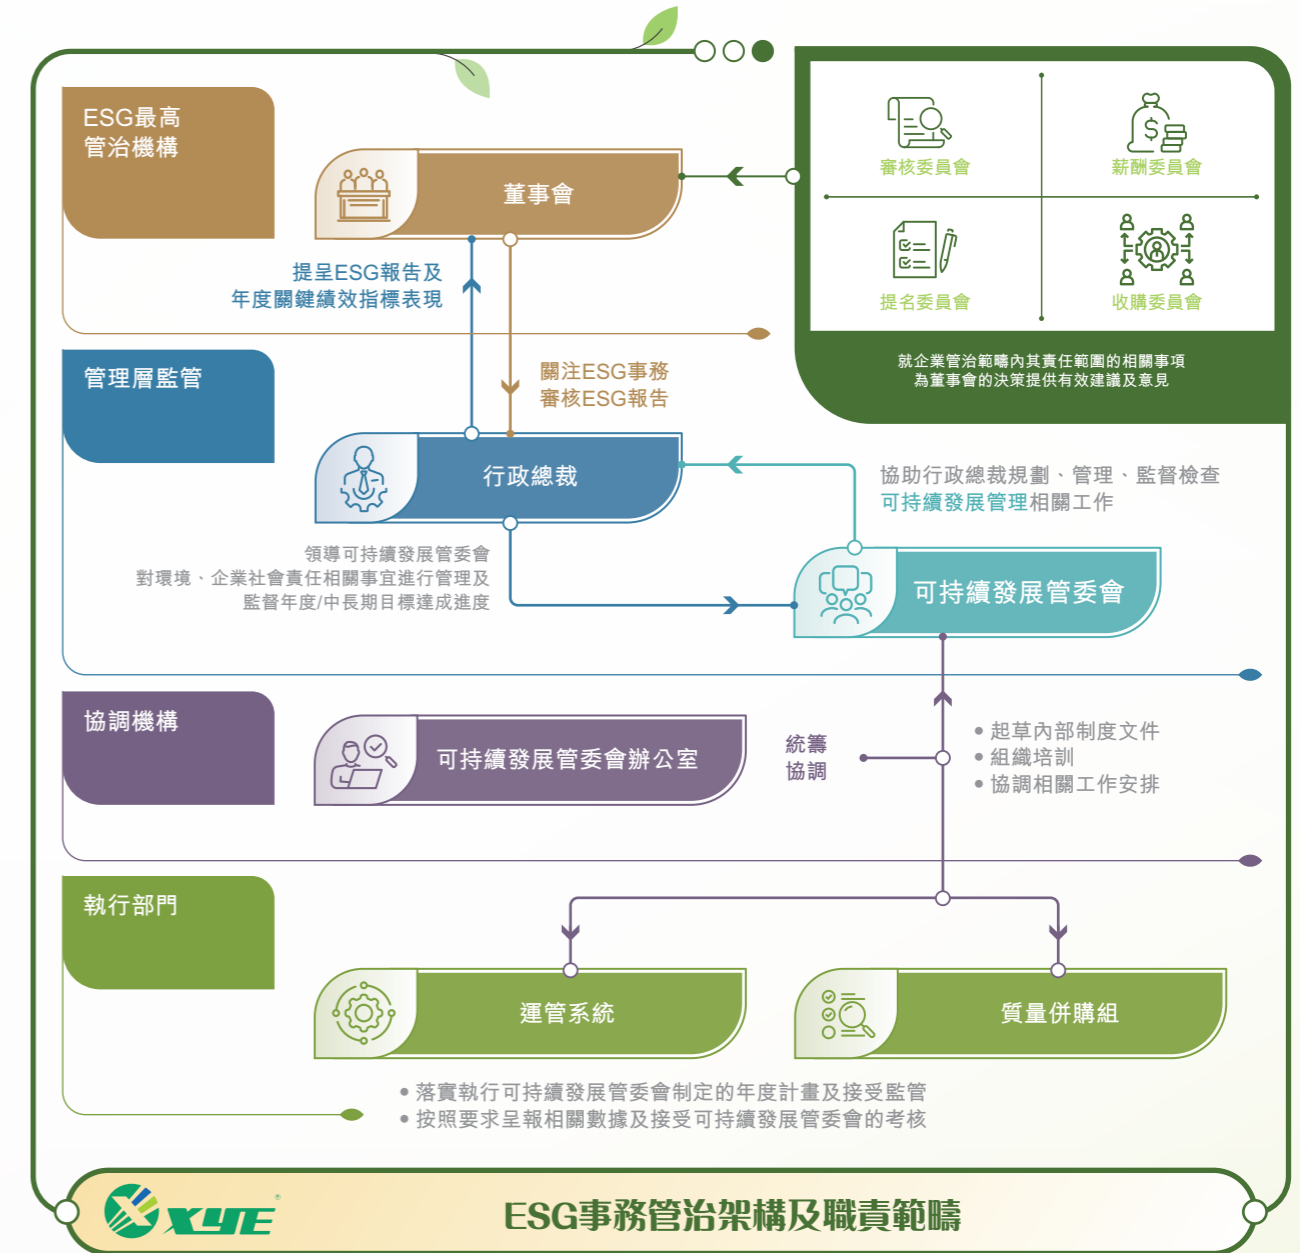 ESG最高
管治機構
董事會
審核委員會
薪酬委員會
提名委員會
收購委員會
就企業管治範疇內其責任範圍的相關事項
為董事會的決策提供有效建議及意見
提呈ESG報告及
年度關鍵績效指標表現
關注ESG事務
審核ESG報告
管理層監管
行政總裁
協助行政總裁規劃、管理、監督檢查
可持續發展管理相關工作
領導可持續發展管委會
對環境、企業社會責任相關事宜進行管理及
監督年度/中長期目標達成進度
可持續發展管委會
協調機構
可持續發展管委會辦公室
統籌
協調
• 起草內部制度文件
• 組織培訓
• 協調相關工作安排
執行部門
運管系統
質量併購組
• 落實執行可持續發展管委會制定的年度計畫及接受監管
• 按照要求呈報相關數據及接受可持續發展管委會的考核
XYE®
ESG事務管治架構及職責範疇